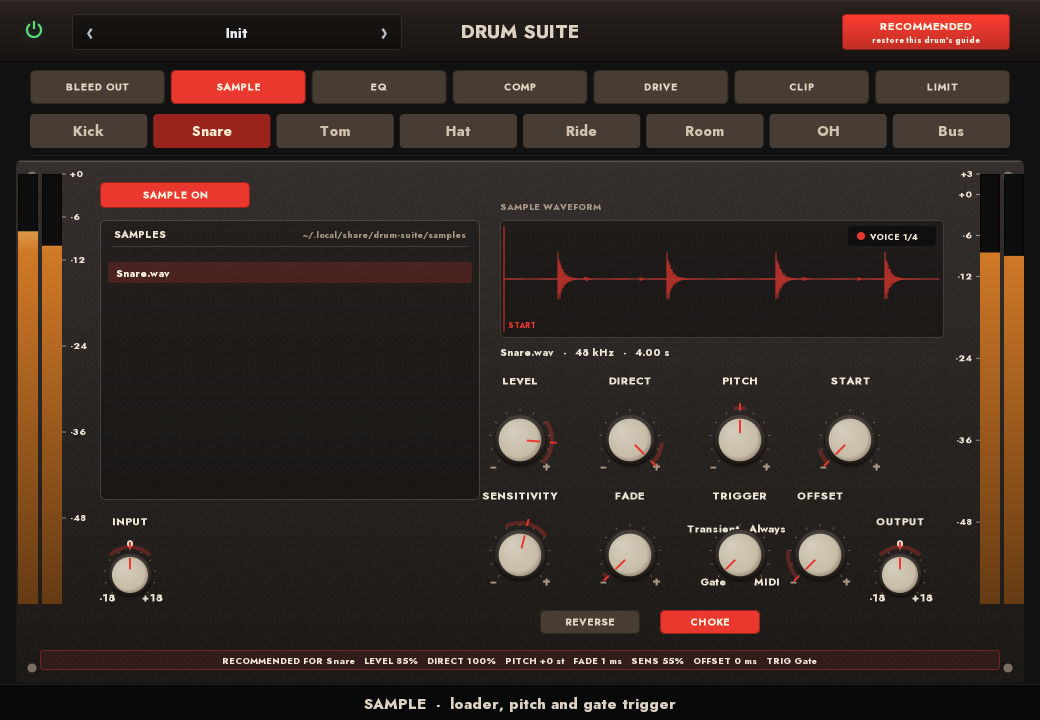 ‹ Init ›
DRUM SUITE
RECOMMENDED
restore this drum's guide
BLEED OUT SAMPLE EQ COMP DRIVE CLIP LIMIT
Kick Snare Tom Hat Ride Room OH Bus
+0
-6
-12
-24
-36
-48
SAMPLE ON
SAMPLES ~/.local/share/drum-suite/samples
Snare.wav
SAMPLE WAVEFORM
VOICE 1/4
START
Snare.wav · 48 kHz · 4.00 s
+3
+0
-6
-12
-24
-36
-48
LEVEL DIRECT PITCH START
- + - + - + - +
SENSITIVITY FADE TRIGGER OFFSET
Transient Always
Gate MIDI
- + - + - +
INPUT
0
-18 +18
OUTPUT
0
-18 +18
REVERSE CHOKE
RECOMMENDED FOR Snare LEVEL 85% DIRECT 100% PITCH +0 st FADE 1 ms SENS 55% OFFSET 0 ms TRIG Gate
SAMPLE - loader, pitch and gate trigger